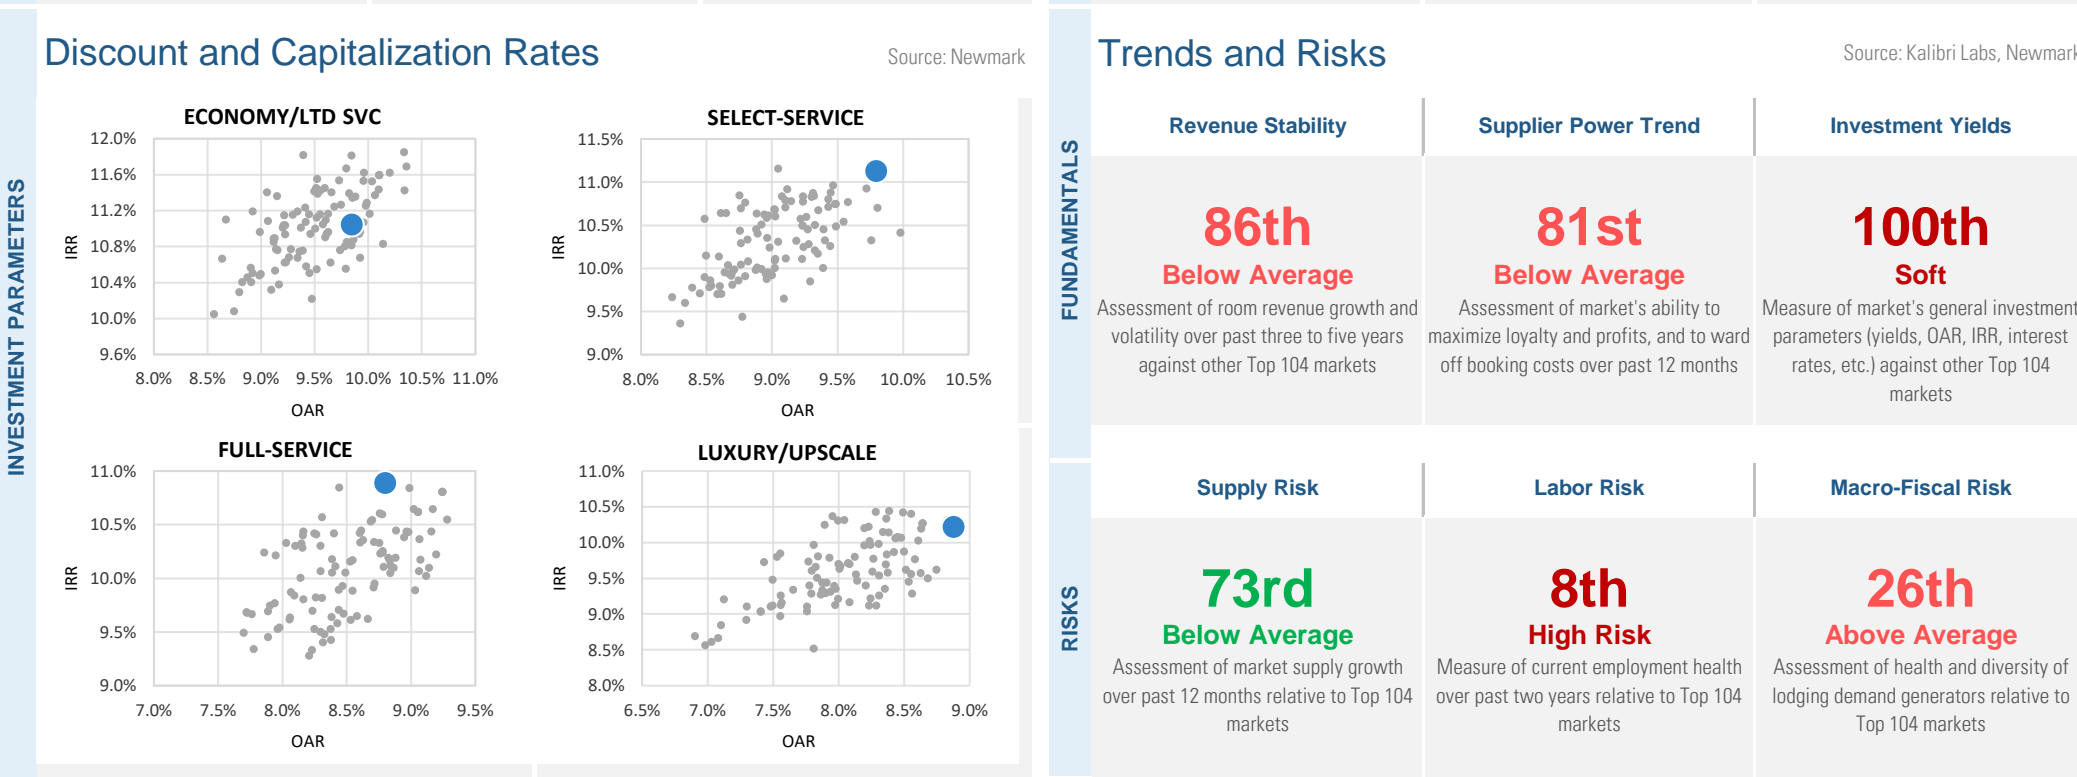 Discount and Capitalization Rates
Source: Newmark
INVESTMENT PARAMETERS
ECONOMY/LTD SVC
12.0%
11.6%
11.2%
10.8%
10.4%
10.0%
9.6%
IRR
8.0% 8.5% 9.0% 9.5% 10.0% 10.5% 11.0%
OAR
SELECT-SERVICE
11.5%
11.0%
10.5%
10.0%
9.5%
9.0%
IRR
8.0% 8.5% 9.0% 9.5% 10.0% 10.5%
OAR
FULL-SERVICE
11.0%
10.5%
10.0%
9.5%
9.0%
IRR
7.0% 7.5% 8.0% 8.5% 9.0% 9.5%
OAR
LUXURY/UPSCALE
11.0%
10.5%
10.0%
9.5%
9.0%
8.5%
8.0%
IRR
6.5% 7.0% 7.5% 8.0% 8.5% 9.0%
OAR
Trends and Risks
Source: Kalibri Labs, Newmark
FUNDAMENTALS
Revenue Stability
86th
Below Average
Assessment of room revenue growth and
volatility over past three to five years
against other Top 104 markets
Supplier Power Trend
81st
Below Average
Assessment of market's ability to
maximize loyalty and profits, and to ward
off booking costs over past 12 months
Investment Yields
100th
Soft
Measure of market's general investment
parameters (yields, OAR, IRR, interest
rates, etc.) against other Top 104
markets
RISKS
Supply Risk
73rd
Below Average
Assessment of market supply growth
over past 12 months relative to Top 104
markets
Labor Risk
8th
High Risk
Measure of current employment health
over past two years relative to Top 104
markets
Macro-Fiscal Risk
26th
Above Average
Assessment of health and diversity of
lodging demand generators relative to
Top 104 markets